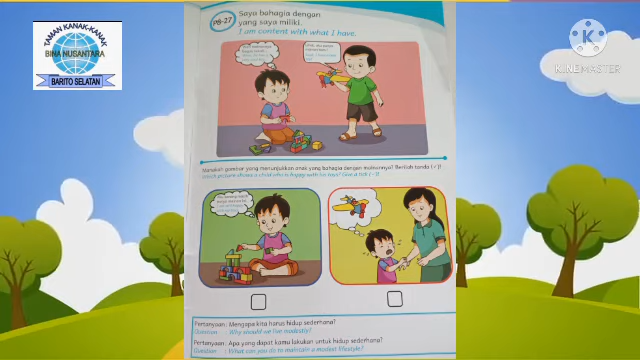 TAMAN KANAK-KANAK
BINA NUSANTARA
BARITO SELATAN
KINEMASTER
P8-27
Saya bahagia dengan
yang saya miliki.
I am content with what I have.
Manakah gambar yang menunjukkan anak yang bahagia dengan mainannya? Berilah tanda (✓)!
Which picture shows a child who is happy with his toys? Give a tick (✓)!
Pertanyaan: Mengapa kita harus hidup sederhana?
Question : Why should we live modestly?
Pertanyaan: Apa yang dapat kamu lakukan untuk hidup sederhana?
Question : What can you do to maintain a modest lifestyle?